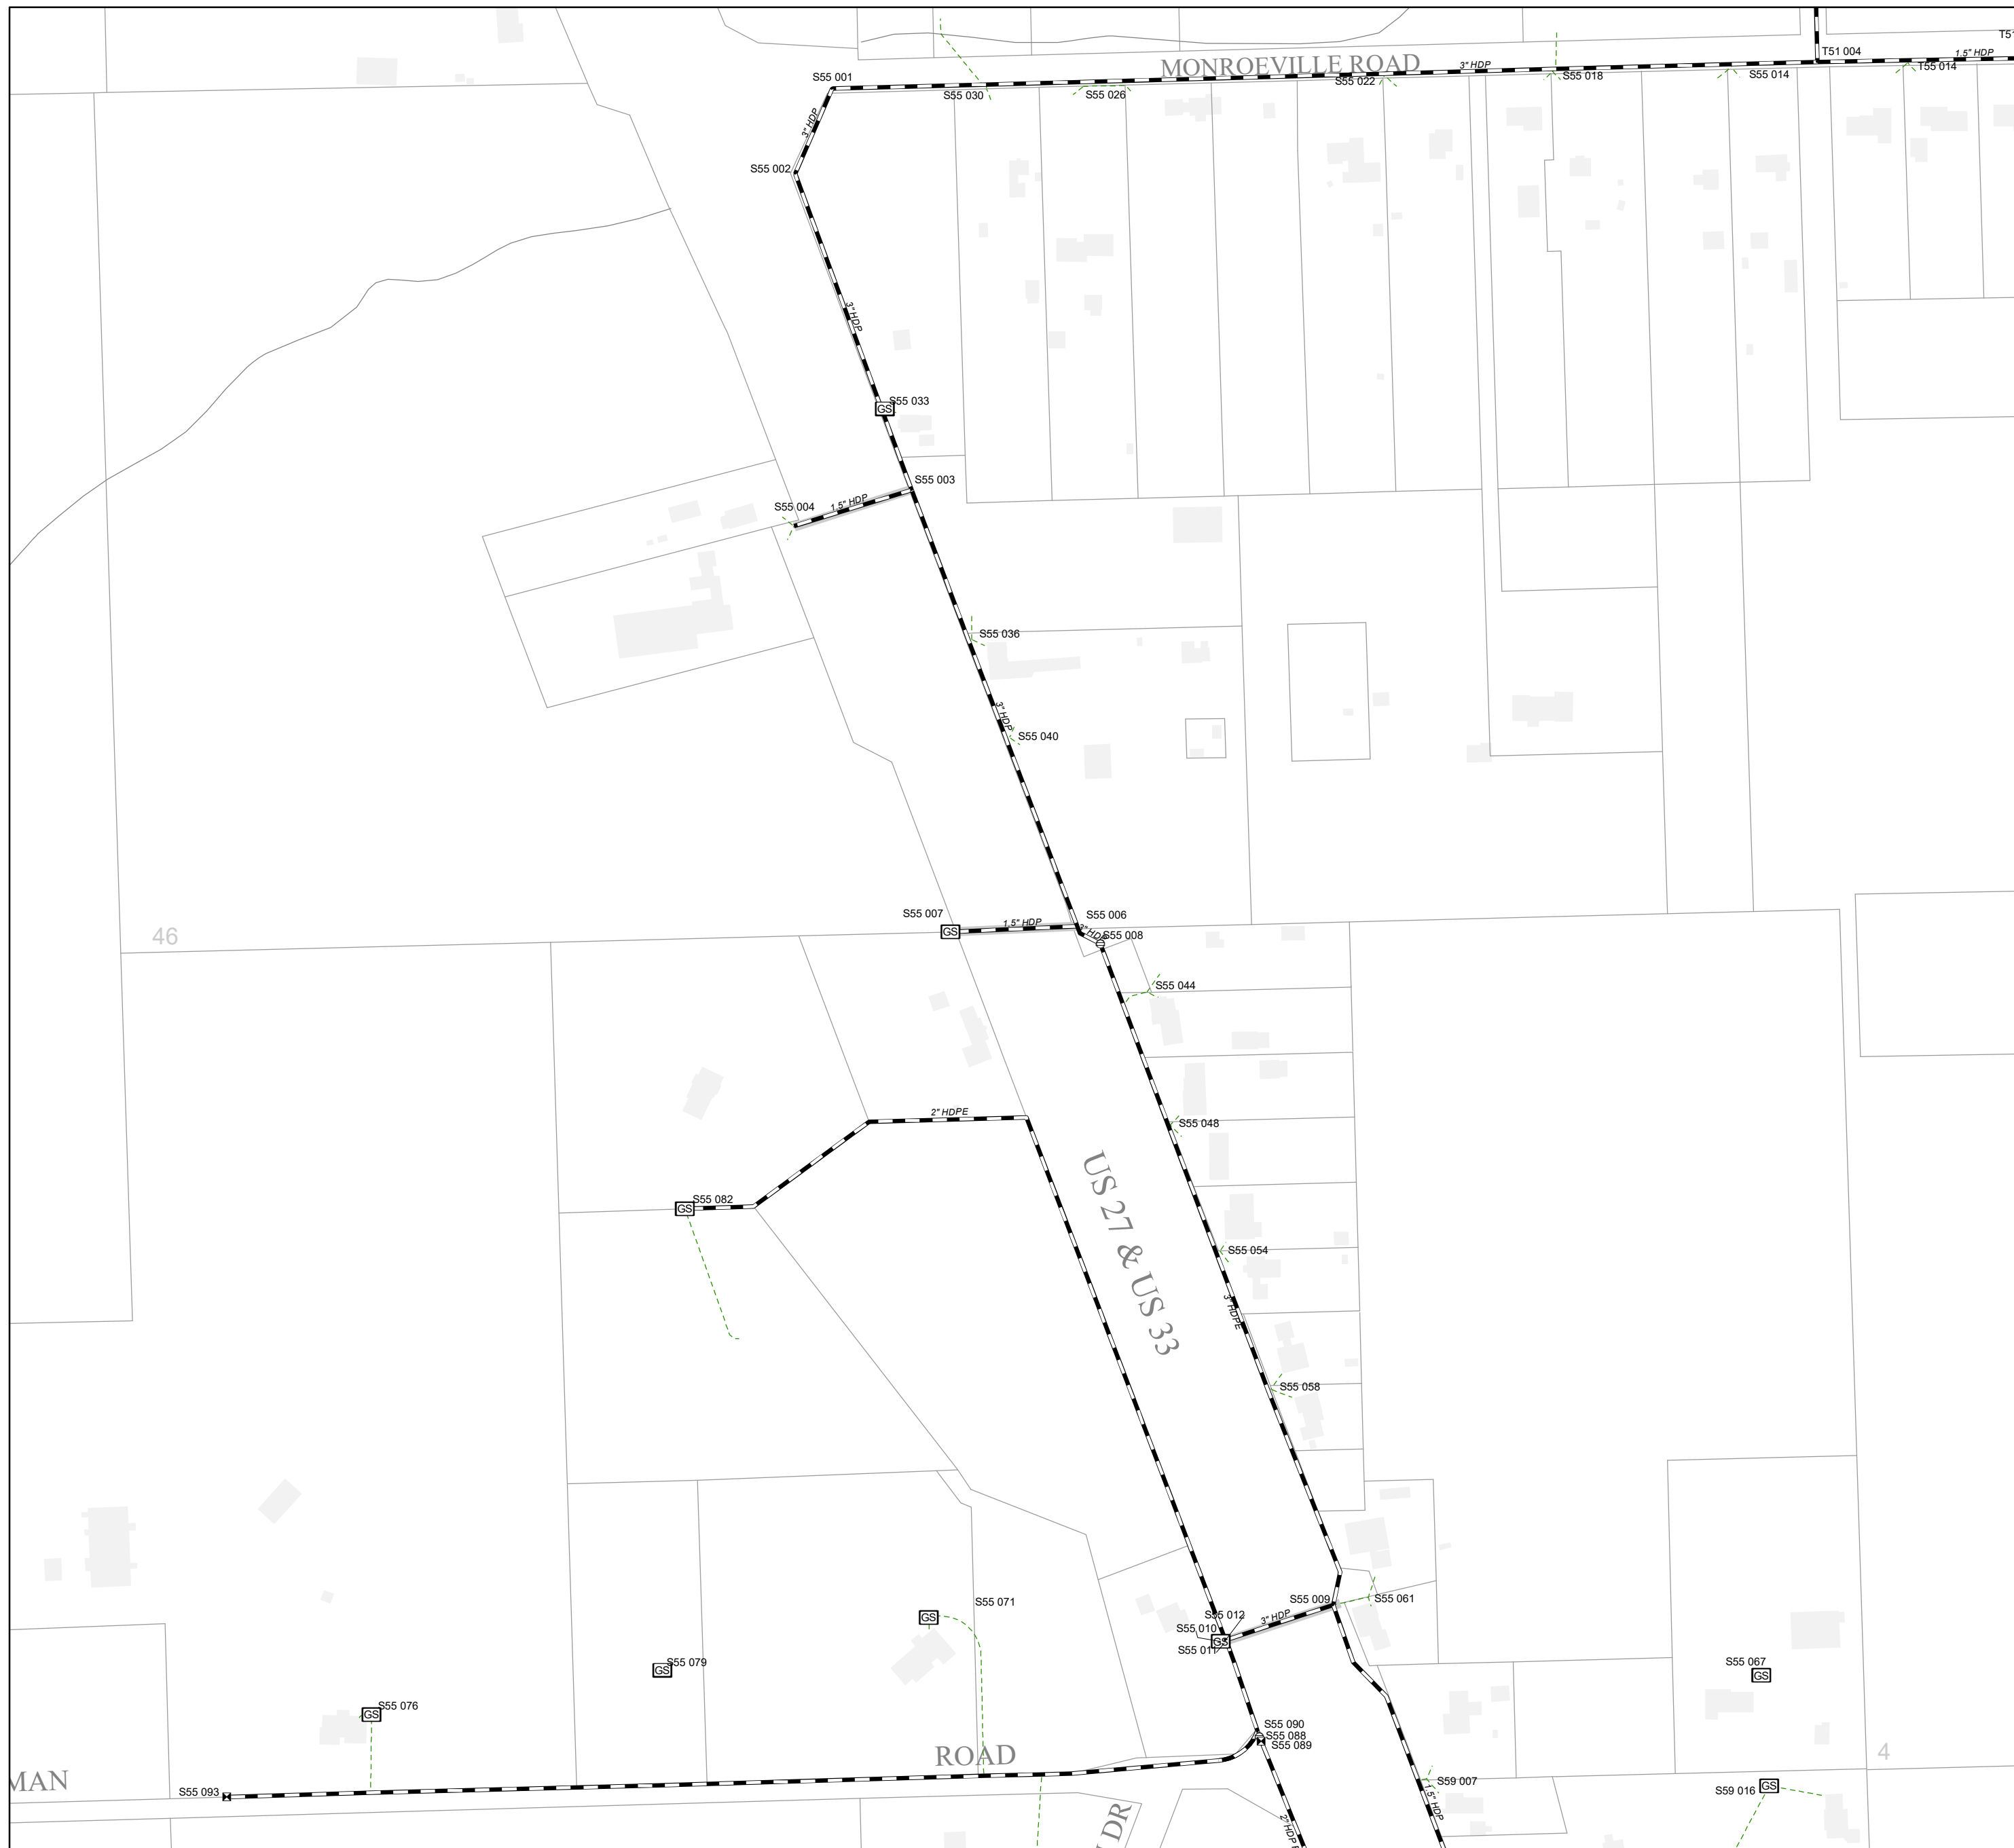 T51 004
1.5" HDP
S55 001
MONROEVILLE ROAD
3" HDP
S55 018
S55 014
T55 014
S55 022
S55 030
S55 026
3" HDP
S55 002
3" HDP
S55 033
GS
S55 003
S55 004
1.5" HDP
S55 036
3" HDP
S55 040
S55 007
1.5" HDP
S55 006
GS
S55 008
46
S55 044
2" HDPE
S55 048
US 27 & US 33
S55 082
GS
S55 054
3" HDPE
S55 058
S55 071
GS
S55 009
S55 061
S55 012
3" HDP
S55 010
GS
S55 011
S55 079
GS
S55 067
GS
S55 076
GS
S55 090
S55 088
S55 089
ROAD
4
MAN
S55 093
S59 007
1.5" HDP
S59 016
GS
DR
2" HDP